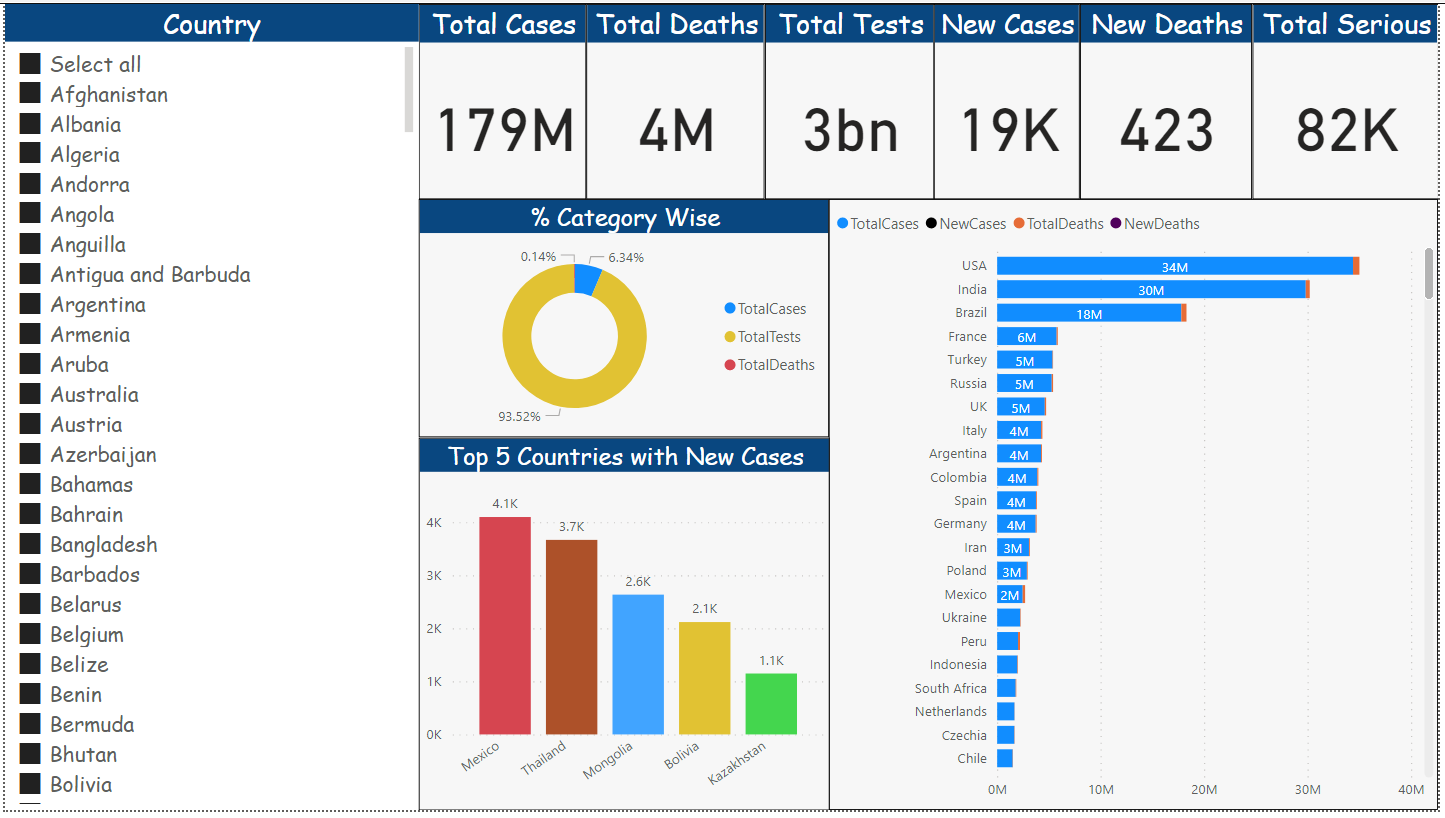 Country
Select all
Afghanistan
Albania
Algeria
Andorra
Angola
Anguilla
Antigua and Barbuda
Argentina
Armenia
Aruba
Australia
Austria
Azerbaijan
Bahamas
Bahrain
Bangladesh
Barbados
Belarus
Belgium
Belize
Benin
Bermuda
Bhutan
Bolivia
Total Cases
179M
Total Deaths
4M
Total Tests
3bn
New Cases
19K
New Deaths
423
Total Serious
82K
% Category Wise
0.14%
6.34%
93.52%
TotalCases
TotalTests
TotalDeaths
Top 5 Countries with New Cases
4K
3K
2K
1K
0K
4.1K
3.7K
2.6K
2.1K
1.1K
Mexico
Thailand
Mongolia
Bolivia
Kazakhstan
TotalCases NewCases TotalDeaths NewDeaths
USA 34M
India 30M
Brazil 18M
France 6M
Turkey 5M
Russia 5M
UK 5M
Italy 4M
Argentina 4M
Colombia 4M
Spain 4M
Germany 4M
Iran 3M
Poland 3M
Mexico 2M
Ukraine
Peru
Indonesia
South Africa
Netherlands
Czechia
Chile
0M 10M 20M 30M 40M